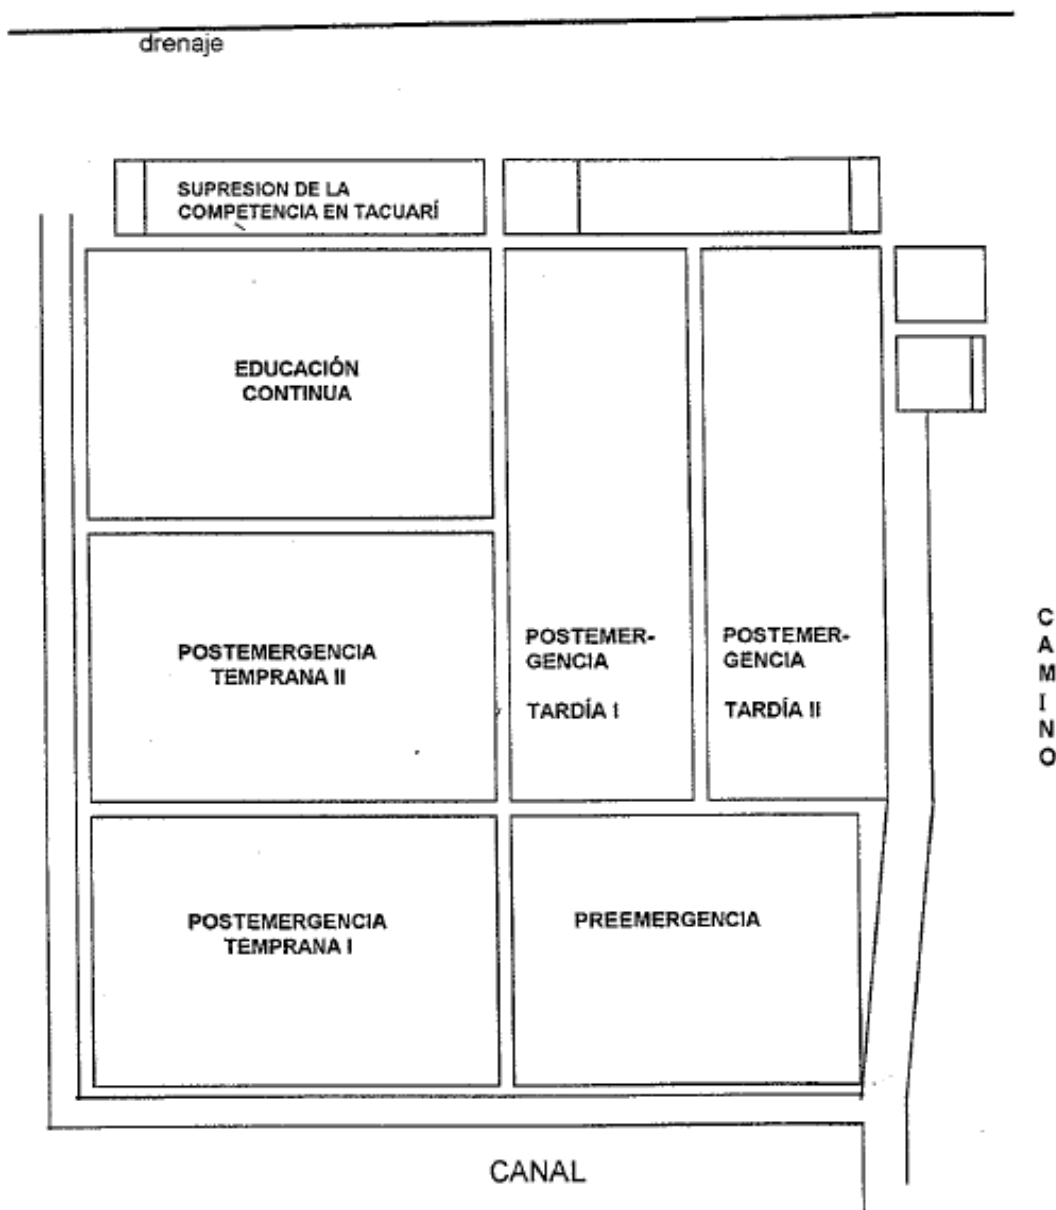 drenaje
SUPRESION DE LA
COMPETENCIA EN TACUARÍ
EDUCACIÓN
CONTINUA
POSTEMERGENCIA
TEMPRANA II
POSTEMER-
GENCIA
TARDÍA I
POSTEMER-
GENCIA
TARDÍA II
CAMINO
POSTEMERGENCIA
TEMPRANA I
PREEMERGENCIA
CANAL